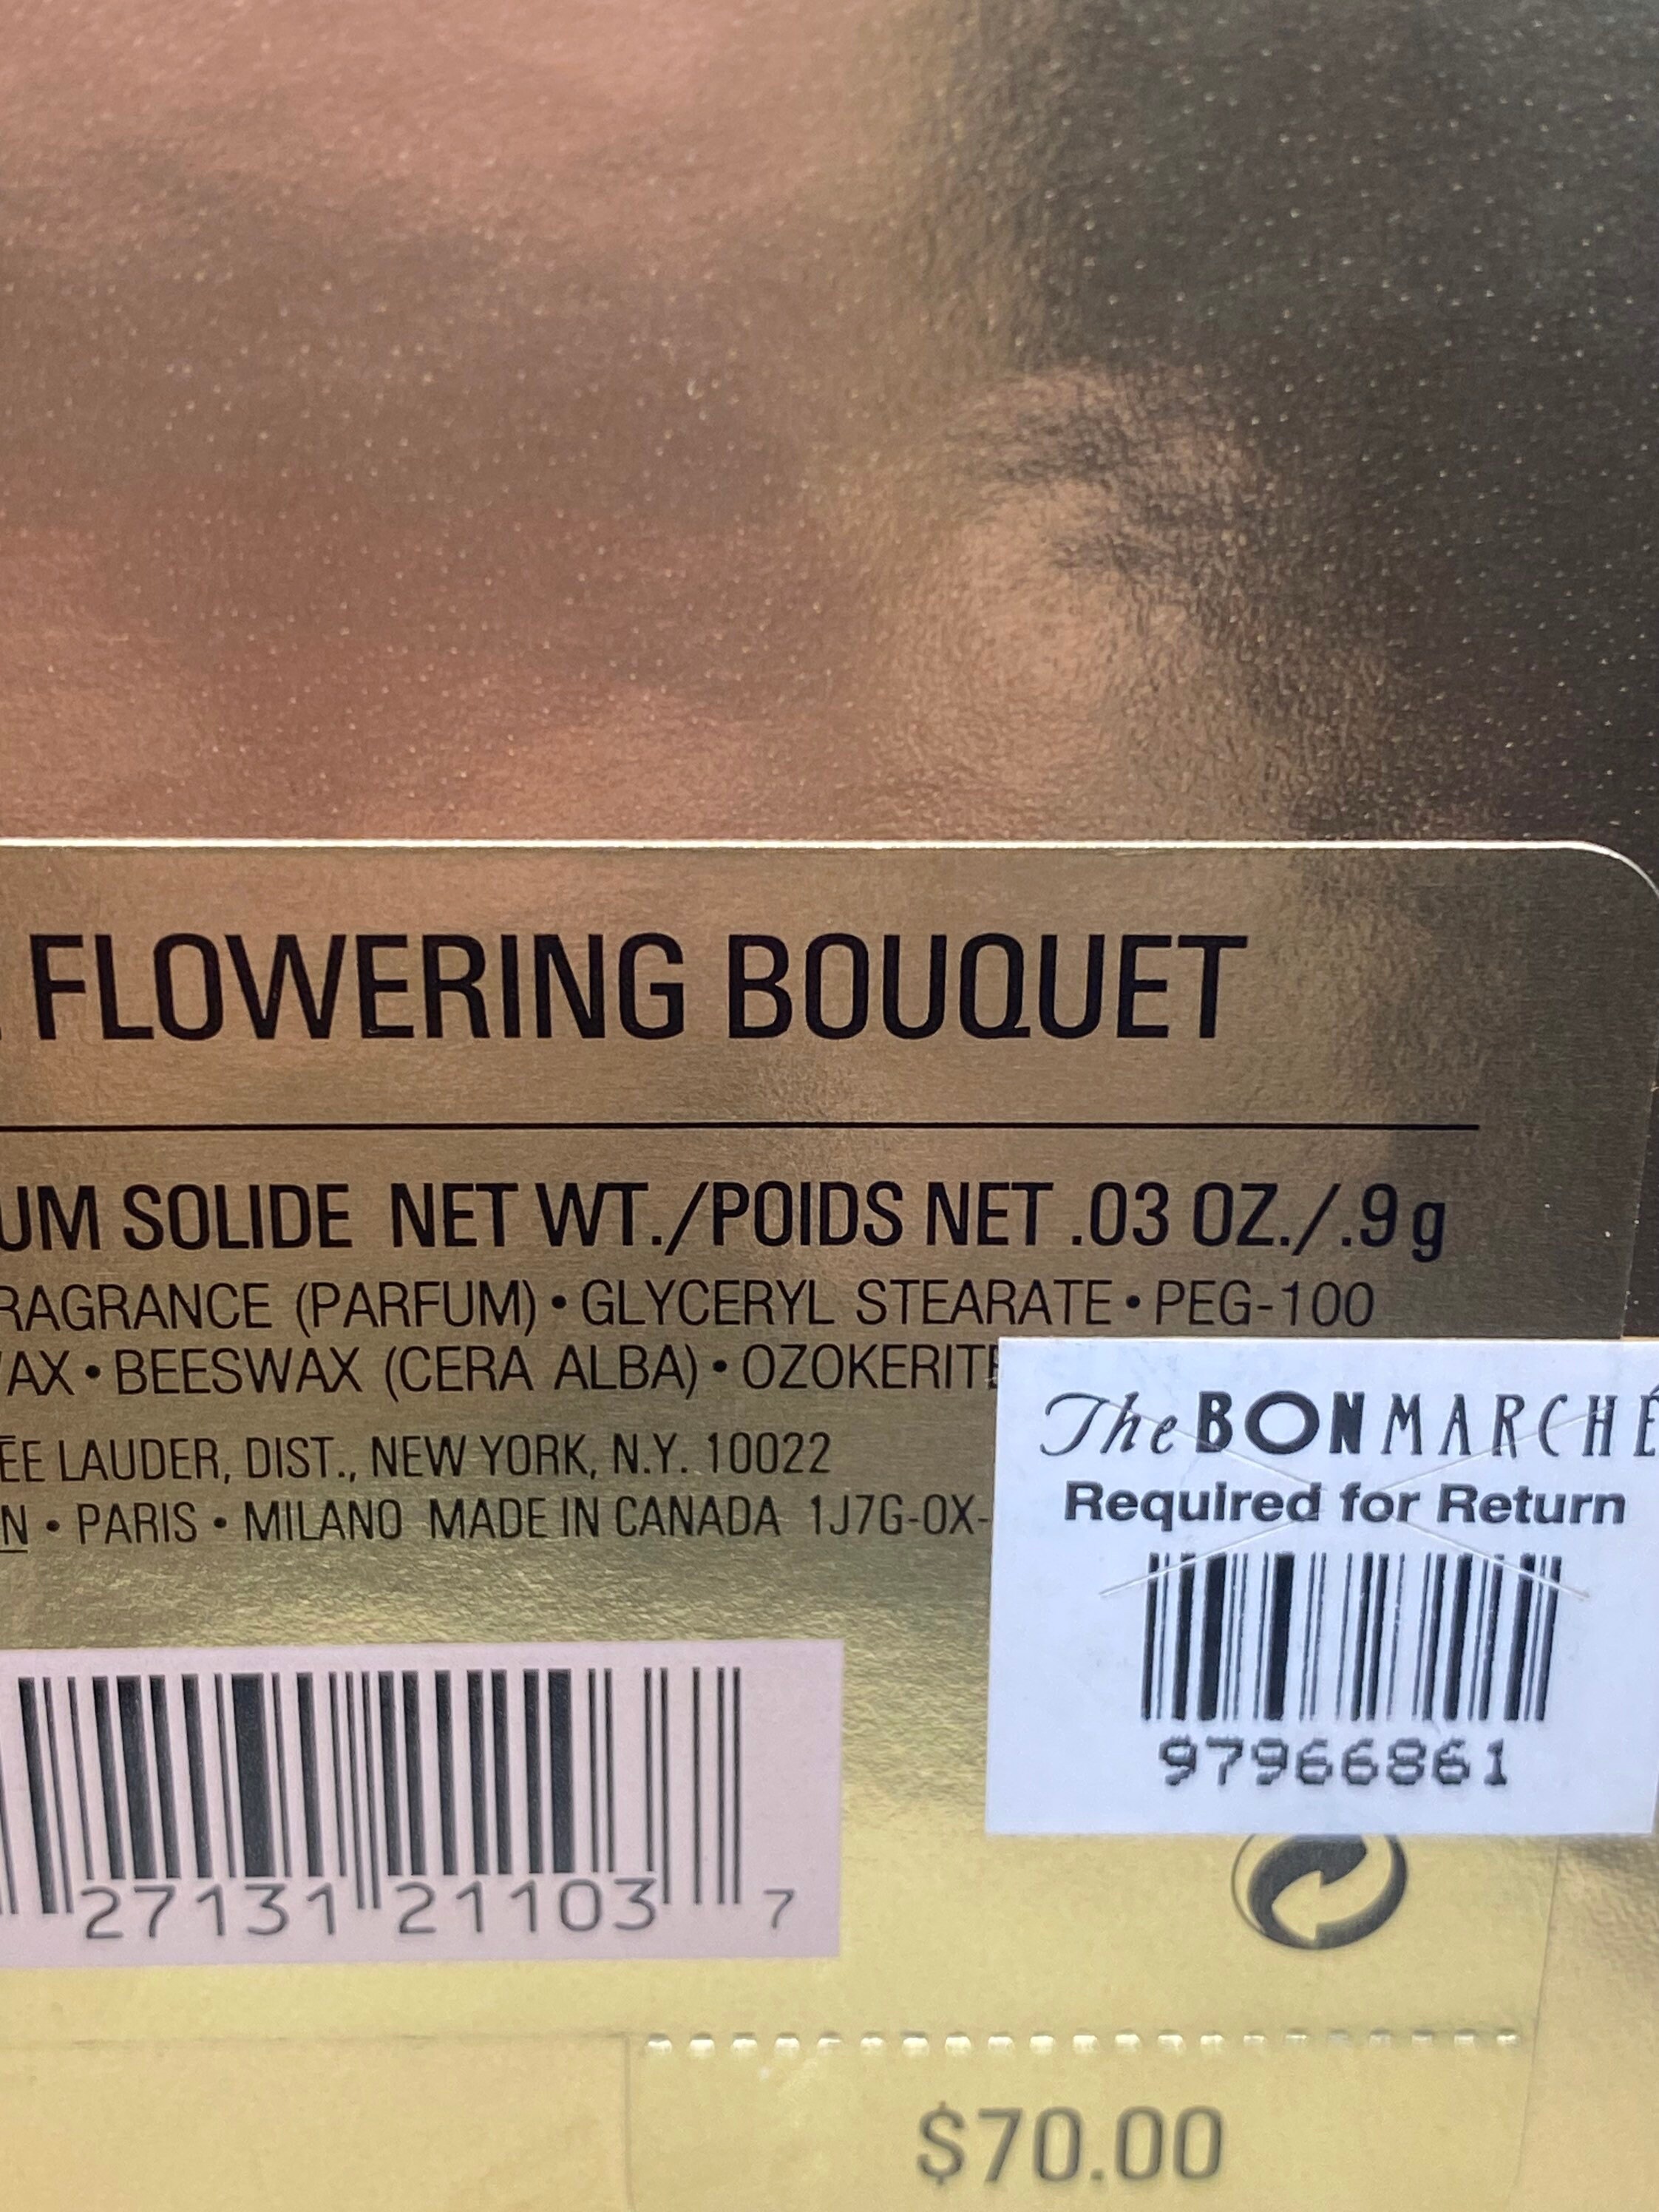 FLOWERING BOUQUET
UM SOLIDE NET WT./POIDS NET .03 OZ./.9g
RAGRANCE (PARFUM) • GLYCERYL STEARATE • PEG-100
WAX • BEESWAX (CERA ALBA) • OZOKERITE
ĒE LAUDER, DIST., NEW YORK, N.Y. 10022
N • PARIS • MILANO MADE IN CANADA 1J7G-0X-
The BON MARCHÉ
Required for Return
97966861
27131 21103 7
$70.00